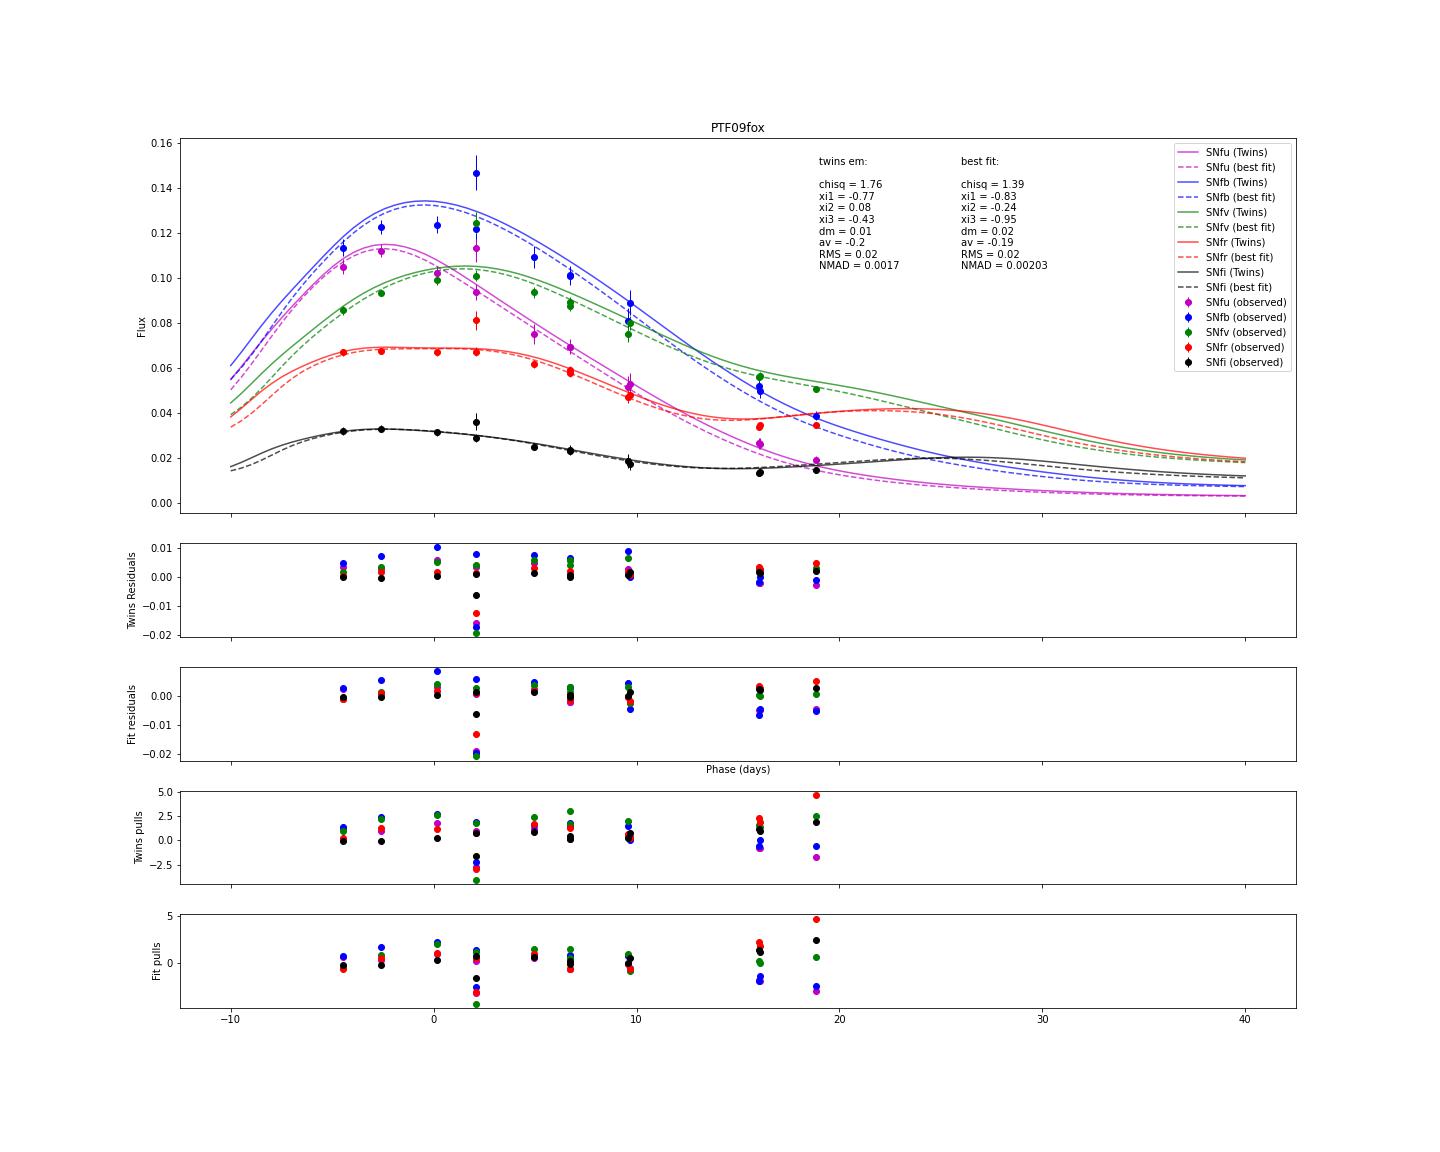 PTF09fox
0.16
0.14
0.12
0.10
0.08
0.06
0.04
0.02
0.00
Flux
twins em:
chisq = 1.76
xi1 = -0.77
xi2 = 0.08
xi3 = -0.43
dm = 0.01
av = -0.2
RMS = 0.02
NMAD = 0.0017
best fit:
chisq = 1.39
xi1 = -0.83
xi2 = -0.24
xi3 = -0.95
dm = 0.02
av = -0.19
RMS = 0.02
NMAD = 0.00203
SNfu (Twins)
SNfu (best fit)
SNfb (Twins)
SNfb (best fit)
SNfv (Twins)
SNfv (best fit)
SNfr (Twins)
SNfr (best fit)
SNfi (Twins)
SNfi (best fit)
SNfu (observed)
SNfb (observed)
SNfv (observed)
SNfr (observed)
SNfi (observed)
0.01
0.00
−0.01
−0.02
Twins Residuals
0.00
−0.01
−0.02
Fit residuals
Phase (days)
5.0
2.5
0.0
−2.5
Twins pulls
5
0
Fit pulls
−10
0
10
20
30
40